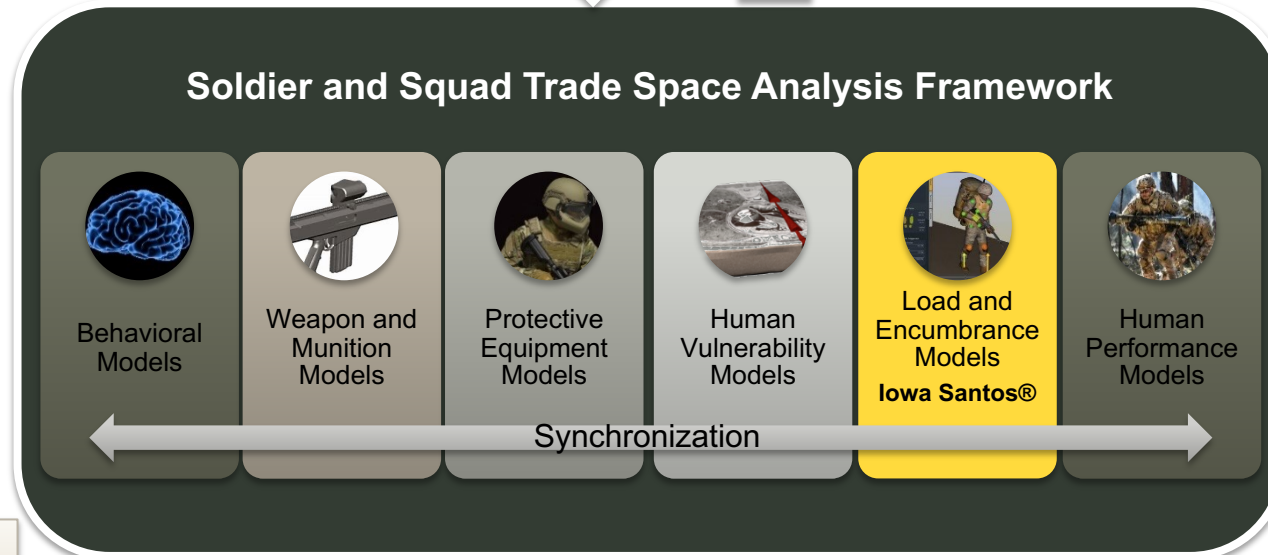 Soldier and Squad Trade Space Analysis Framework
Behavioral
Models
Weapon and
Munition
Models
Protective
Equipment
Models
Human
Vulnerability
Models
Load and
Encumbrance
Models
Iowa Santos®
Human
Performance
Models
Synchronization